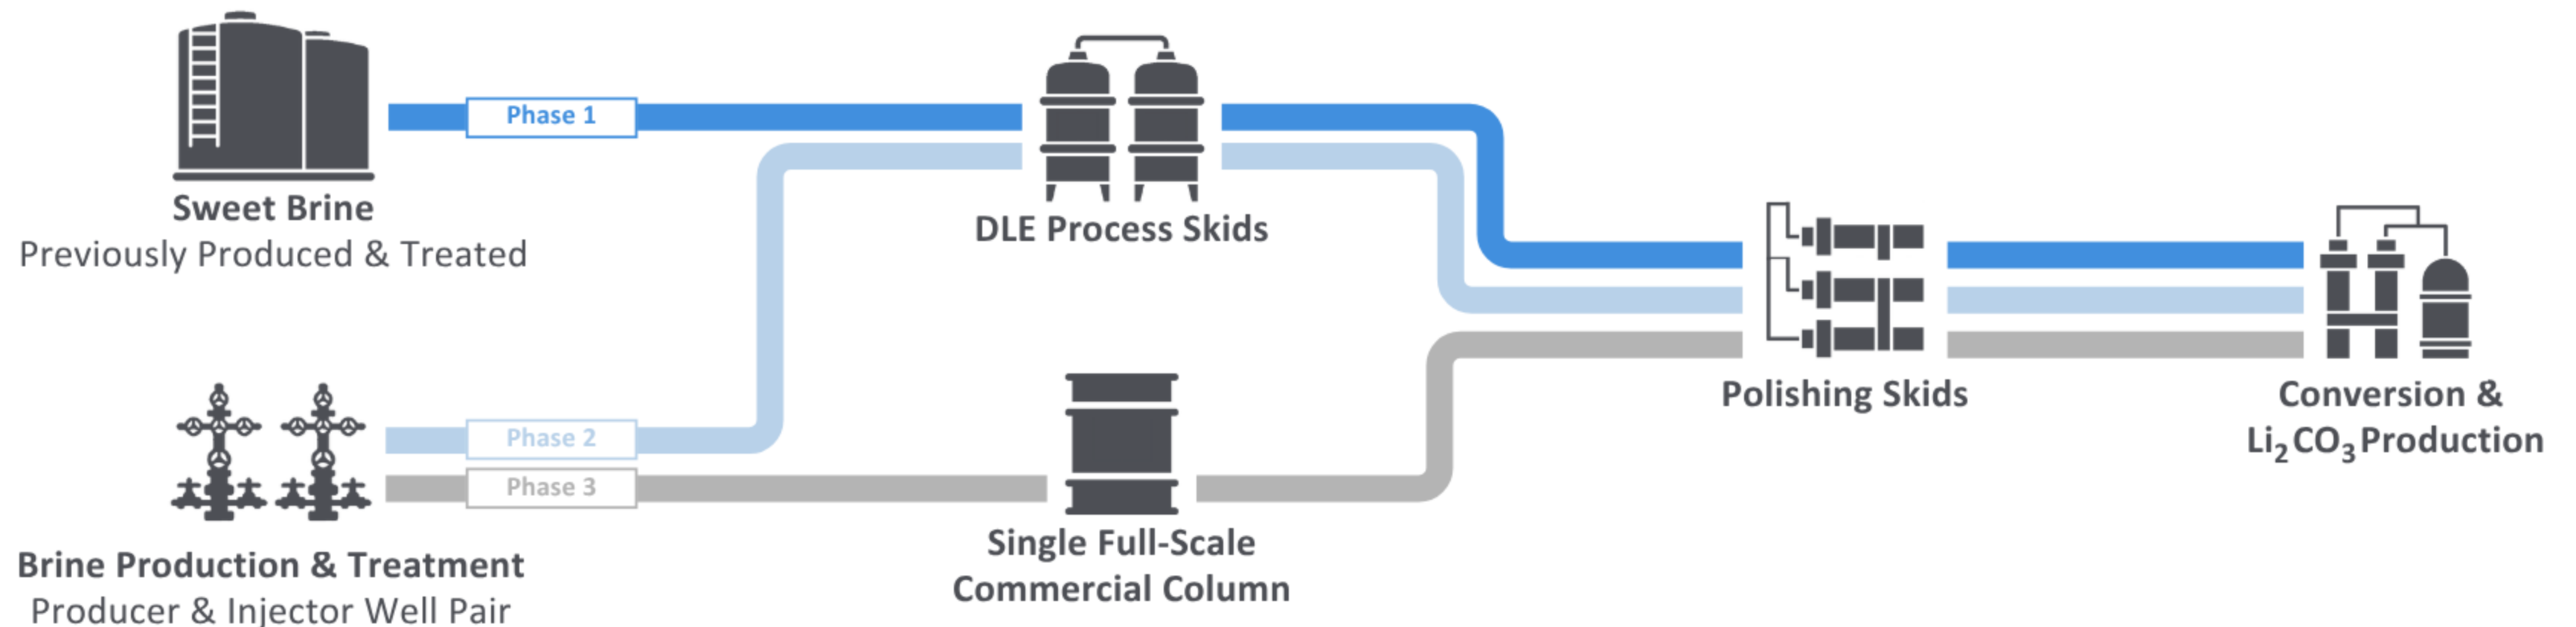 Phase 1
Sweet Brine
Previously Produced & Treated
DLE Process Skids
Phase 2
Phase 3
Brine Production & Treatment
Producer & Injector Well Pair
Single Full-Scale
Commercial Column
Polishing Skids
Conversion &
Li₂CO₃ Production